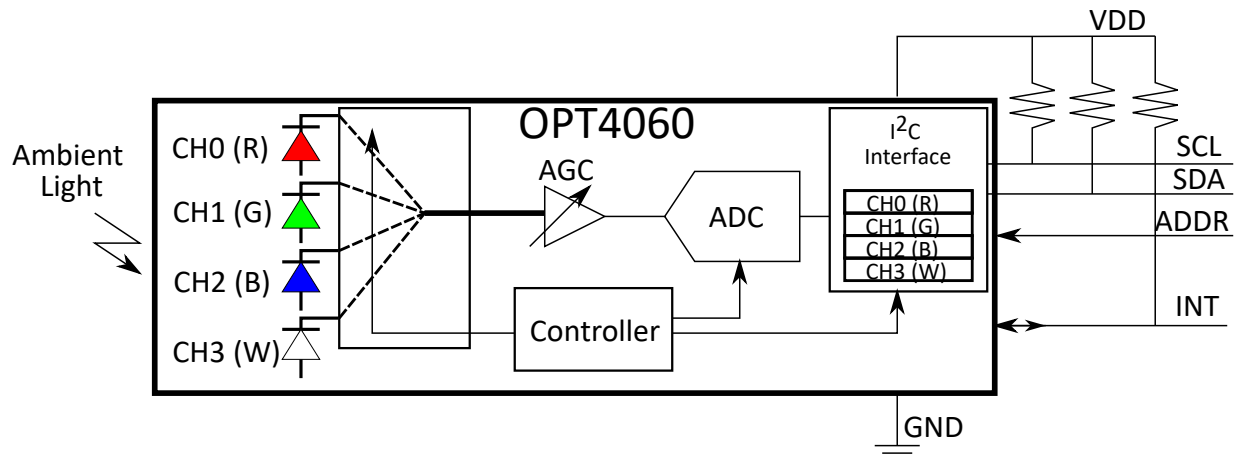 VDD
OPT4060
Ambient
Light
CH0 (R)
CH1 (G)
CH2 (B)
CH3 (W)
AGC
ADC
Controller
I²C
Interface
CH0 (R)
CH1 (G)
CH2 (B)
CH3 (W)
SCL
SDA
ADDR
INT
GND